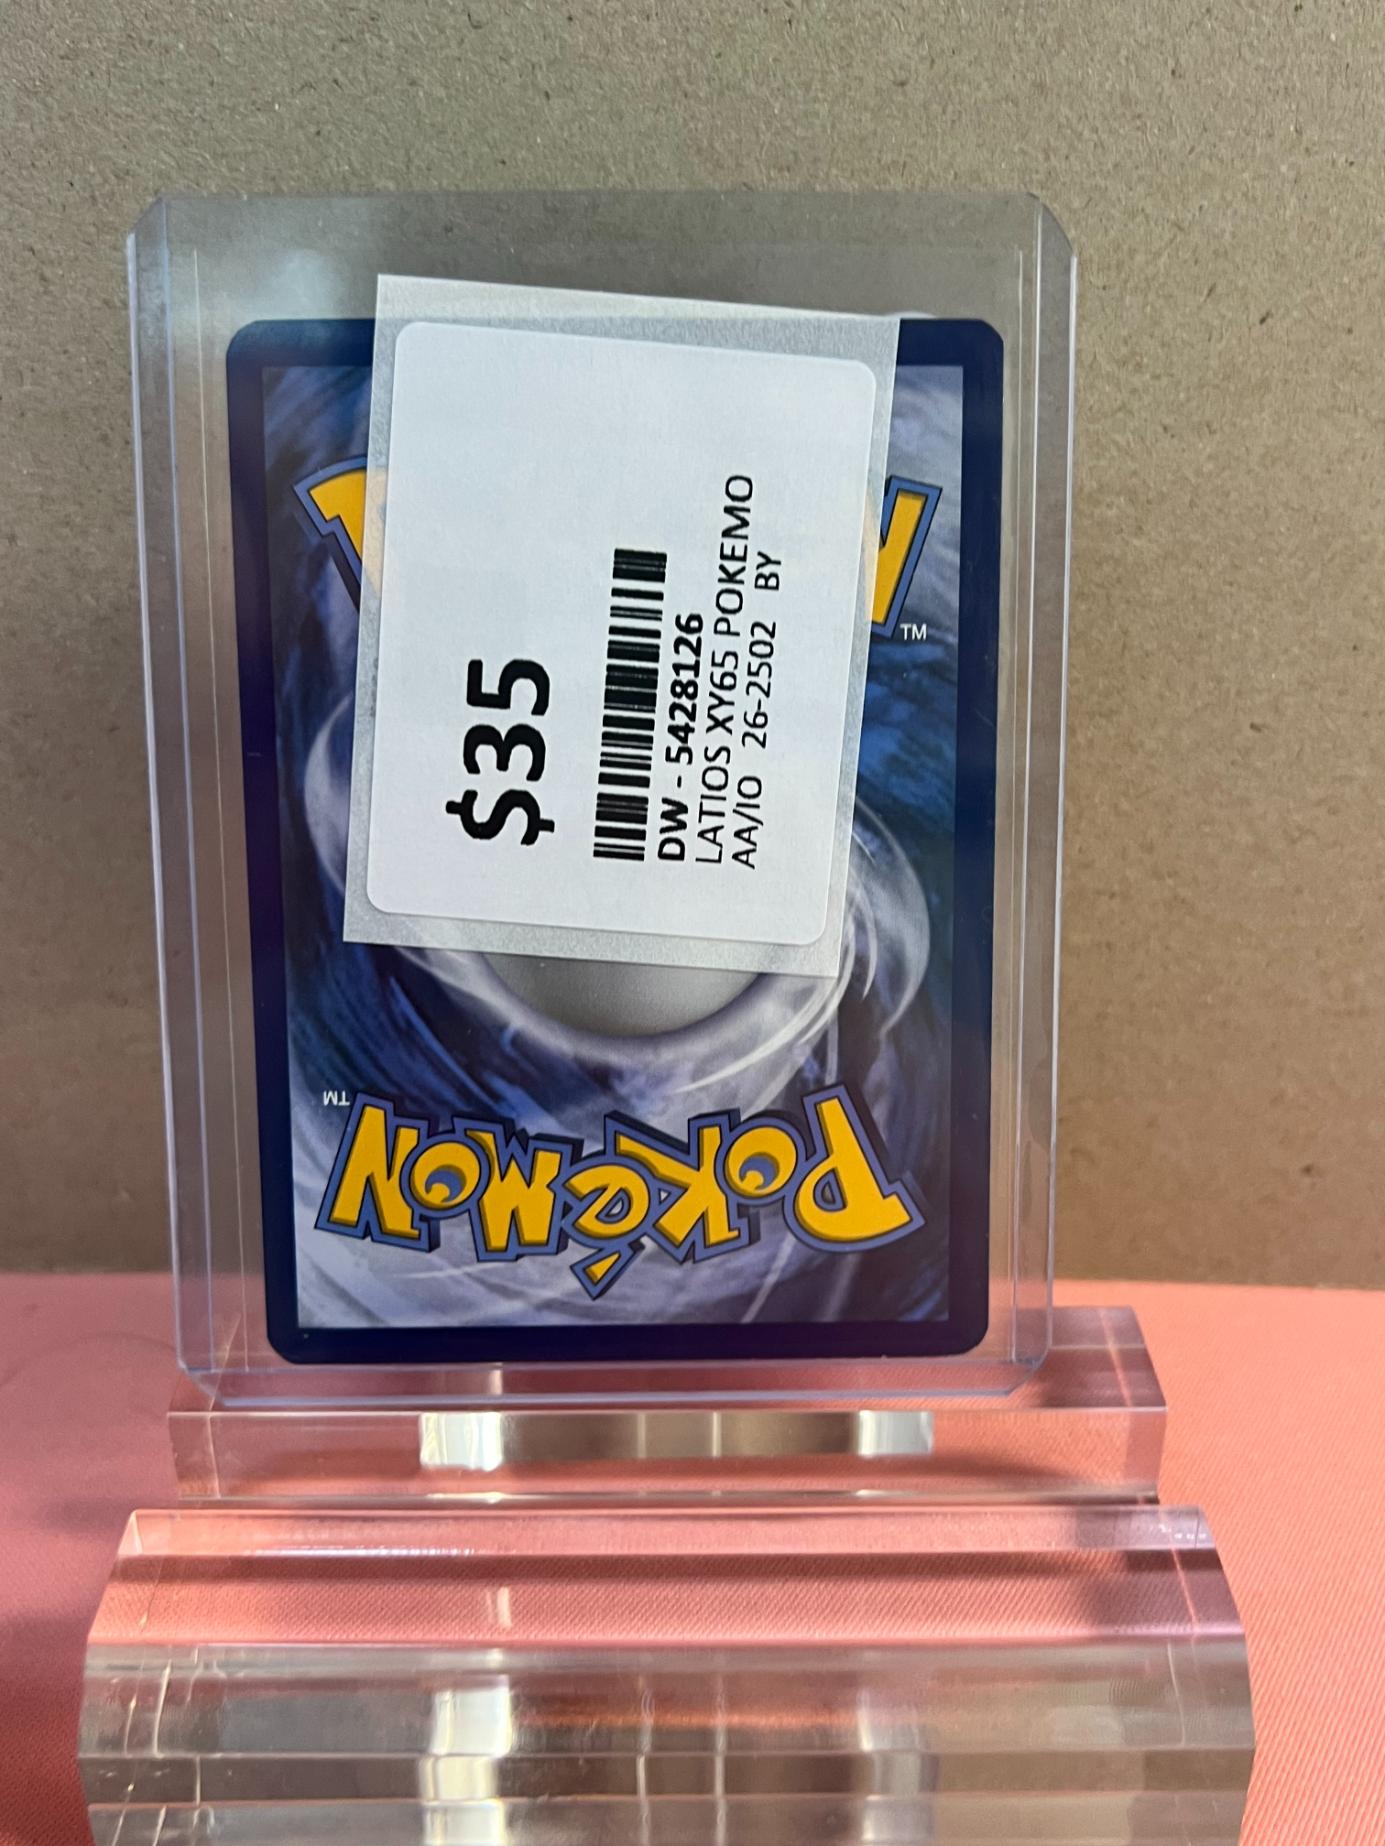 $35
DW - 5428126
LATIOS XY65 POKEMO
AA/IO 26-2502 BY
TM
POKéMON
TM